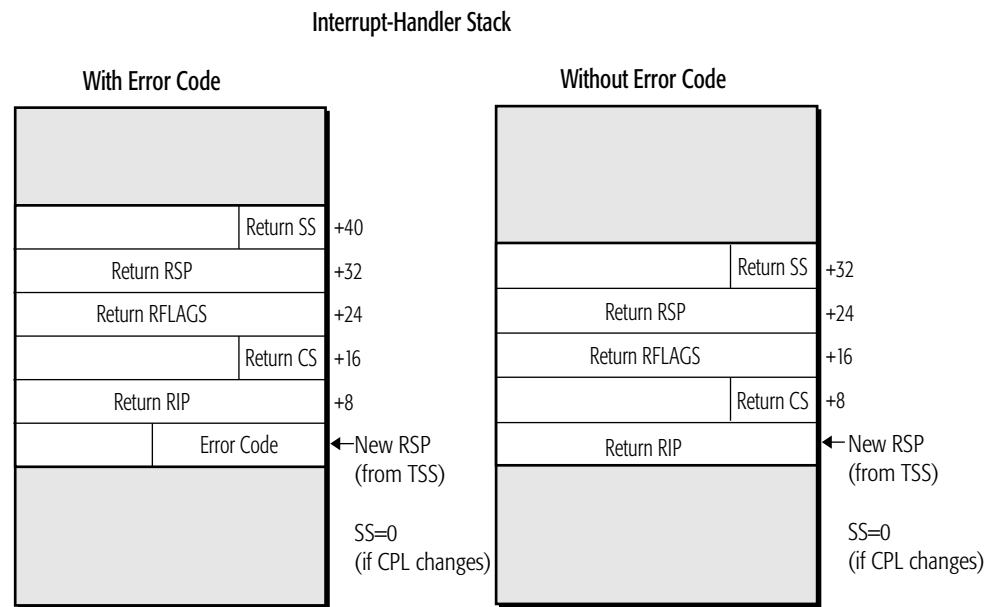 Interrupt-Handler Stack
With Error Code
Return SS
+40
Return RSP
+32
Return RFLAGS
+24
Return CS
+16
Return RIP
+8
Error Code
New RSP
(from TSS)
SS=0
(if CPL changes)
Without Error Code
Return SS
+32
Return RSP
+24
Return RFLAGS
+16
Return CS
+8
Return RIP
New RSP
(from TSS)
SS=0
(if CPL changes)